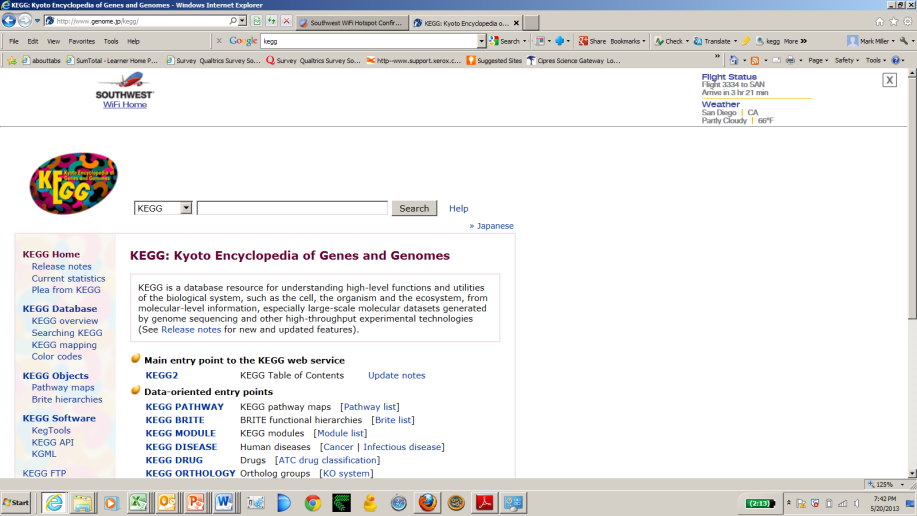 KEGG: Kyoto Encyclopedia of Genes and Genomes - Windows Internet Explorer
http://www.genome.jp/kegg/
Southwest WiFi Hotspot Confir...
KEGG: Kyoto Encyclopedia o...
File Edit View Favorites Tools Help
x Google kegg Search Share Bookmarks Check Translate kegg More >> Mark Miller
abouttabs SumTotal - Learner Home P... Survey Qualtrics Survey So... Survey Qualtrics Survey So... http--www.support.xerox.c... Suggested Sites Cipres Science Gateway Lo... Page Safety Tools
SOUTHWEST
WiFi Home
Flight Status
Flight 3334 to SAN
Arrive in 3 hr 21 min
Weather
San Diego | CA
Partly Cloudy | 66°F
X
KEGG
Kyoto Encyclopedia of Genes and Genomes
KEGG Search Help
» Japanese
KEGG Home
Release notes
Current statistics
Plea from KEGG
KEGG Database
KEGG overview
Searching KEGG
KEGG mapping
Color codes
KEGG Objects
Pathway maps
Brite hierarchies
KEGG Software
KegTools
KEGG API
KGML
KEGG FTP
KEGG: Kyoto Encyclopedia of Genes and Genomes
KEGG is a database resource for understanding high-level functions and utilities
of the biological system, such as the cell, the organism and the ecosystem, from
molecular-level information, especially large-scale molecular datasets generated
by genome sequencing and other high-throughput experimental technologies
(See Release notes for new and updated features).
Main entry point to the KEGG web service
KEGG2 KEGG Table of Contents Update notes
Data-oriented entry points
KEGG PATHWAY KEGG pathway maps [Pathway list]
KEGG BRITE BRITE functional hierarchies [Brite list]
KEGG MODULE KEGG modules [Module list]
KEGG DISEASE Human diseases [Cancer | Infectious disease]
KEGG DRUG Drugs [ATC drug classification]
KEGG ORTHOLOGY Ortholog groups [KO system]
125%
Start
(2:13)
7:42 PM
5/20/2013